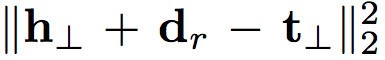 ‖h⊥ + dᵣ − t⊥‖₂²